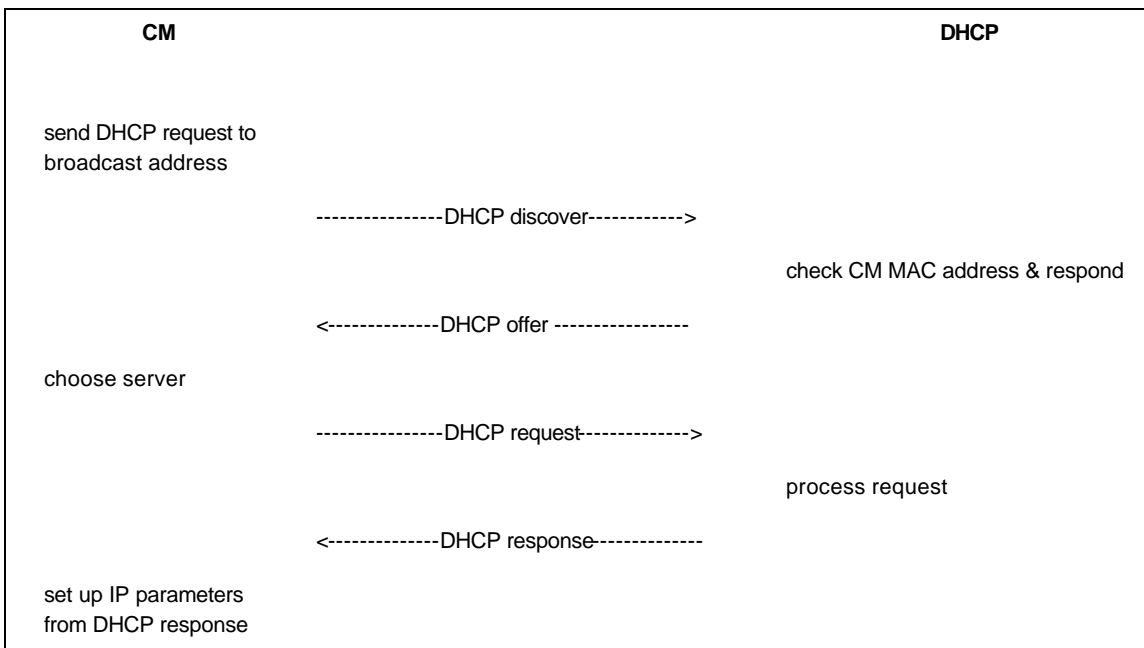 CM DHCP
send DHCP request to
broadcast address
----------------DHCP discover------------>
check CM MAC address & respond
<--------------DHCP offer -----------------
choose server
----------------DHCP request-------------->
process request
<--------------DHCP response--------------
set up IP parameters
from DHCP response